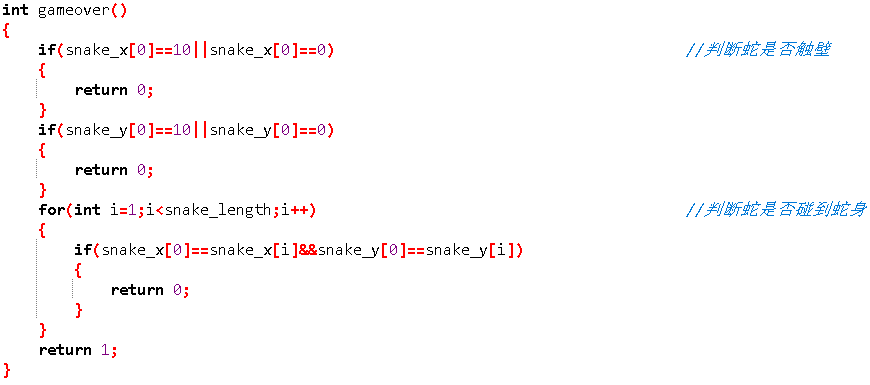 int gameover()
{
    if(snake_x[0]==10||snake_x[0]==0)                                        //判断蛇是否触壁
    {
        return 0;
    }
    if(snake_y[0]==10||snake_y[0]==0)
    {
        return 0;
    }
    for(int i=1;i<snake_length;i++)                                          //判断蛇是否碰到蛇身
    {
        if(snake_x[0]==snake_x[i]&&snake_y[0]==snake_y[i])
        {
            return 0;
        }
    }
    return 1;
}